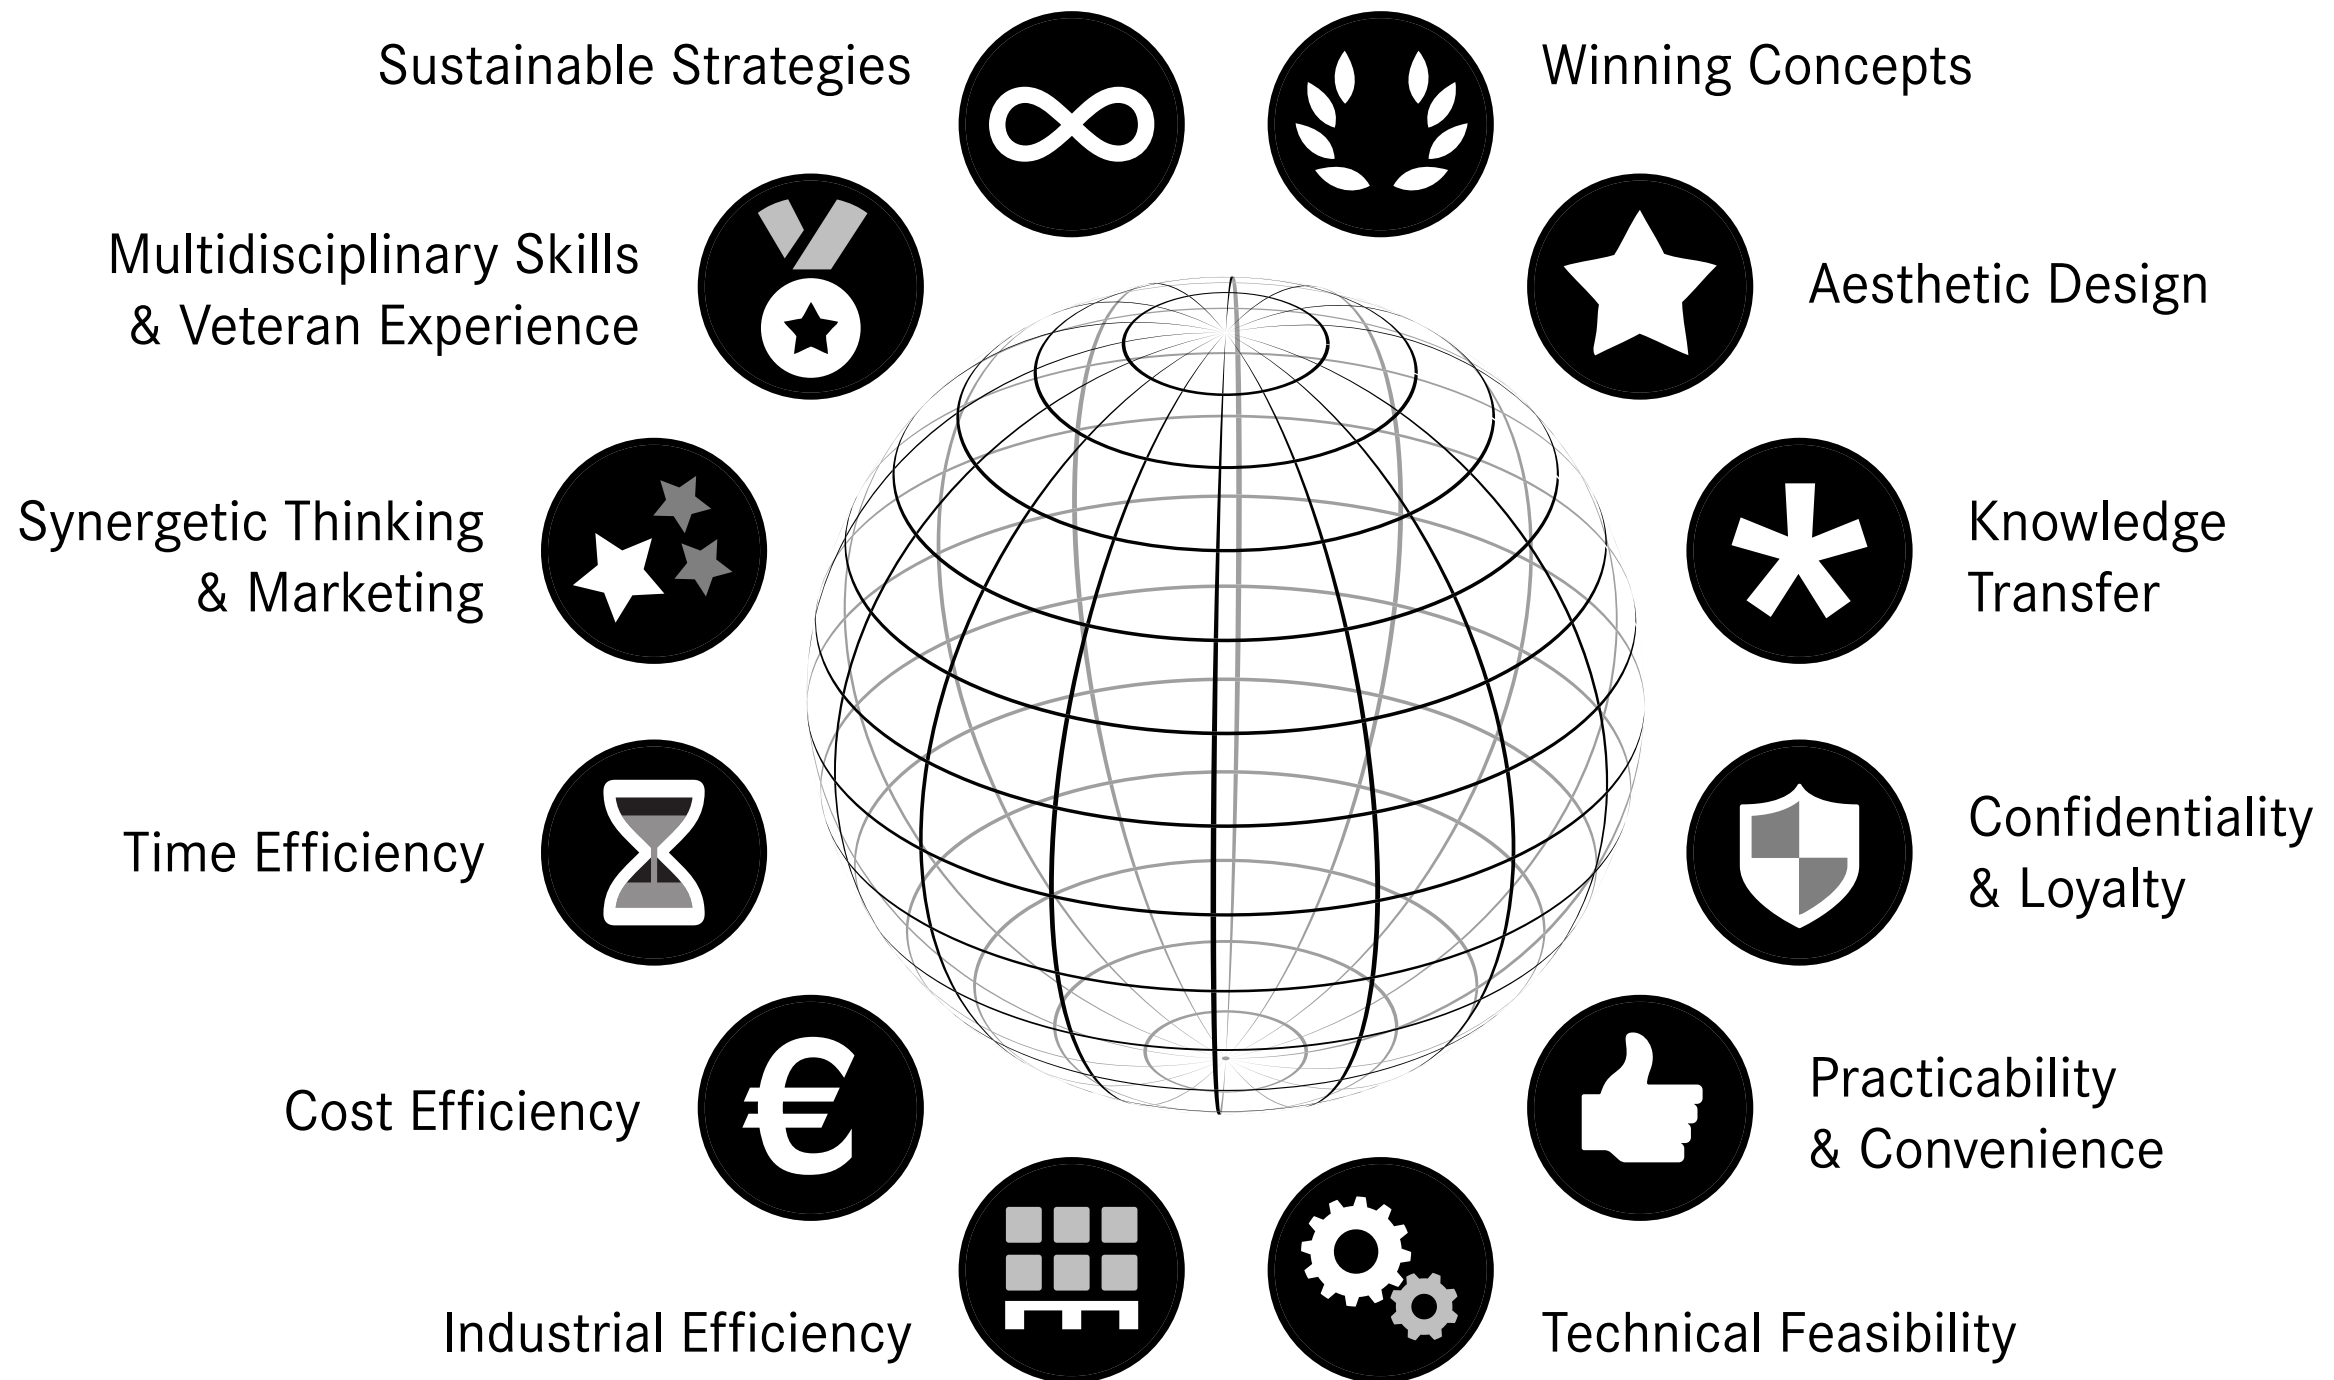 Sustainable Strategies
Winning Concepts
Multidisciplinary Skills
& Veteran Experience
Aesthetic Design
Synergetic Thinking
& Marketing
Knowledge
Transfer
Time Efficiency
Confidentiality
& Loyalty
Cost Efficiency
€
Practicability
& Convenience
Industrial Efficiency
Technical Feasibility